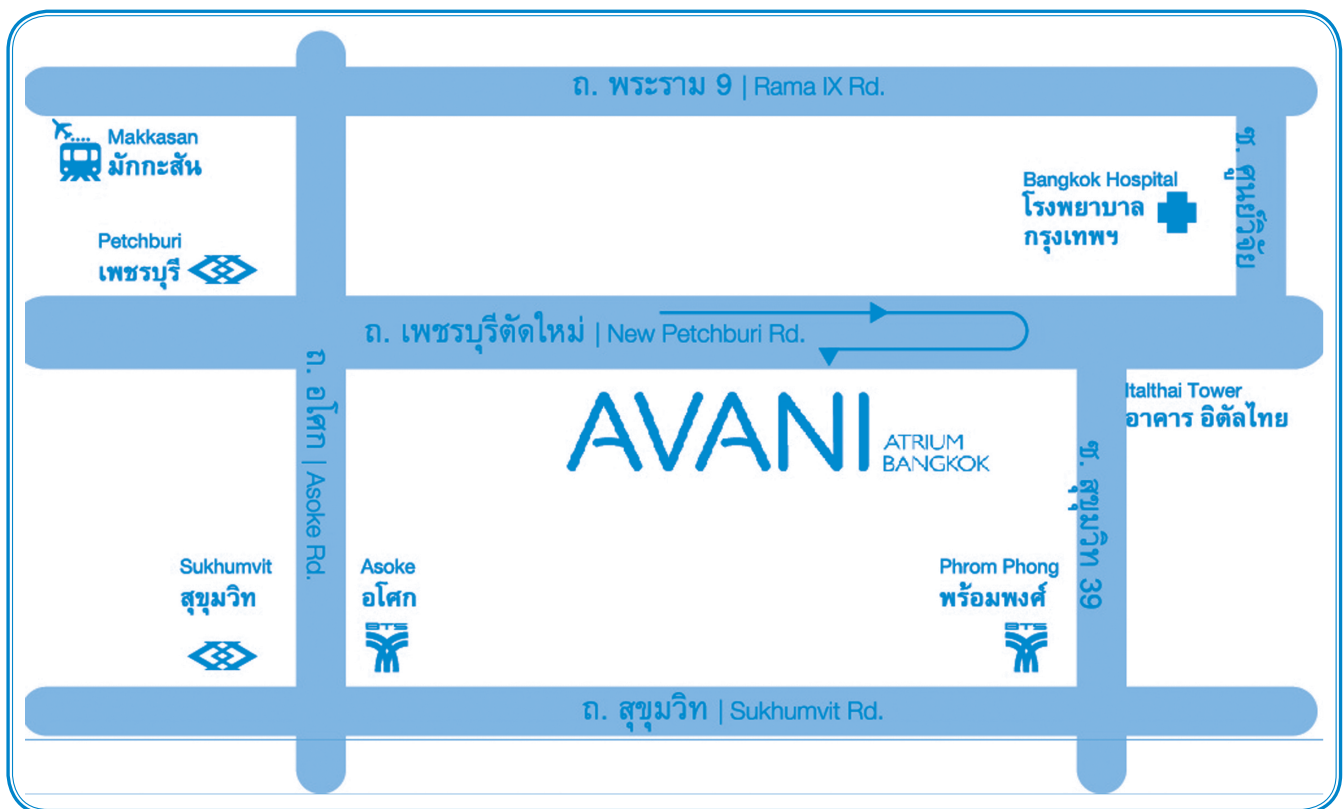 ถ. พระราม 9 | Rama IX Rd.
Makkasan
มักกะสัน
Bangkok Hospital
โรงพยาบาล
กรุงเทพฯ
ซ. ศูนย์วิจัย
Petchburi
เพชรบุรี
ถ. เพชรบุรีตัดใหม่ | New Petchburi Rd.
ถ. อโศก | Asoke Rd.
AVANI
ATRIUM
BANGKOK
Italthai Tower
อาคาร อิตัลไทย
ซ. สุขุมวิท 39
Sukhumvit
สุขุมวิท
Asoke
อโศก
BTS
Phrom Phong
พร้อมพงศ์
BTS
ถ. สุขุมวิท | Sukhumvit Rd.